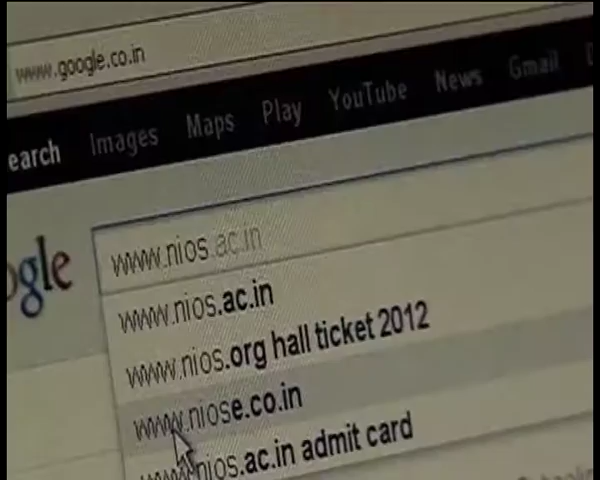 www.google.co.in
earch Images Maps Play YouTube News Gmail
ogle
www.nios.ac.in
www.nios.ac.in
www.nios.org hall ticket 2012
www.niose.co.in
www.nios.ac.in admit card